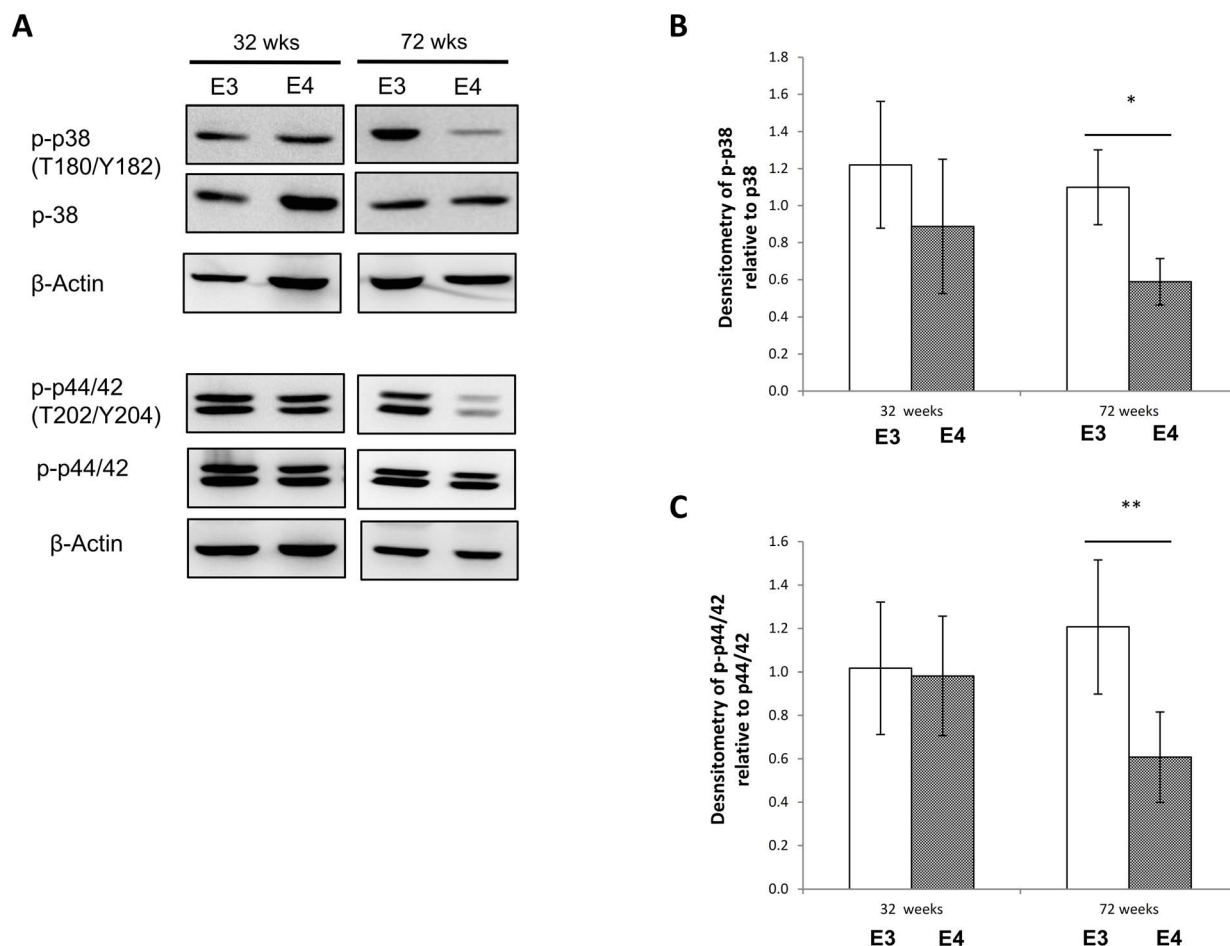 A
32 wks
72 wks
E3
E4
E3
E4
p-p38
(T180/Y182)
p-38
β-Actin
p-p44/42
(T202/Y204)
p-p44/42
β-Actin
B
Desnsitometry of p-p38
relative to p38
1.8
1.6
1.4
1.2
1.0
0.8
0.6
0.4
0.2
0.0
*
32 weeks
72 weeks
E3
E4
E3
E4
C
Desnsitometry of p-p44/42
relative to p44/42
1.6
1.4
1.2
1.0
0.8
0.6
0.4
0.2
0.0
**
32 weeks
72 weeks
E3
E4
E3
E4